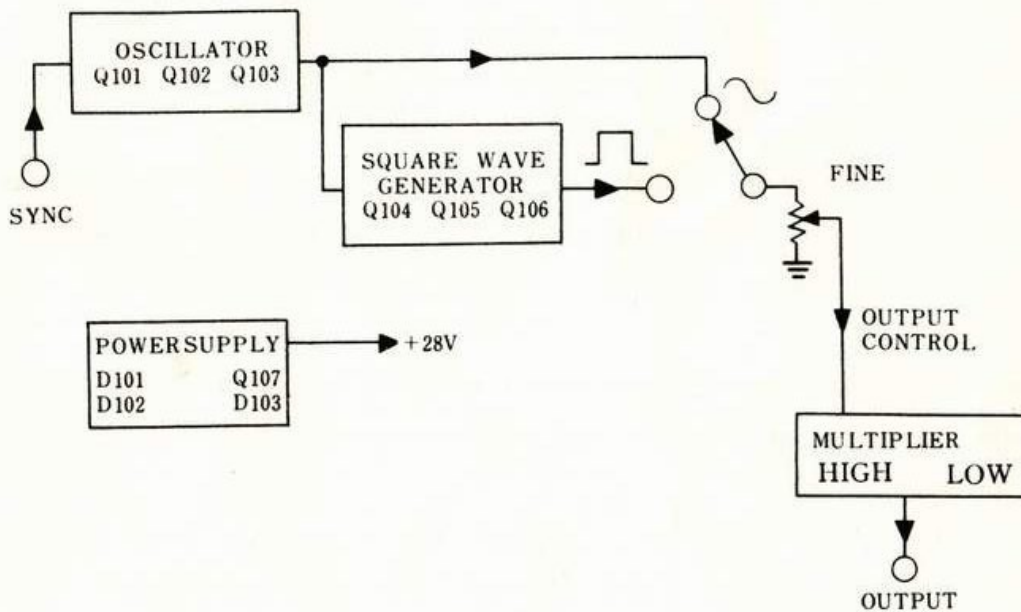 OSCILLATOR
Q101 Q102 Q103
SYNC
SQUARE WAVE
GENERATOR
Q104 Q105 Q106
FINE
POWER SUPPLY
D101 Q107
D102 D103
+28V
OUTPUT
CONTROL
MULTIPLIER
HIGH LOW
OUTPUT